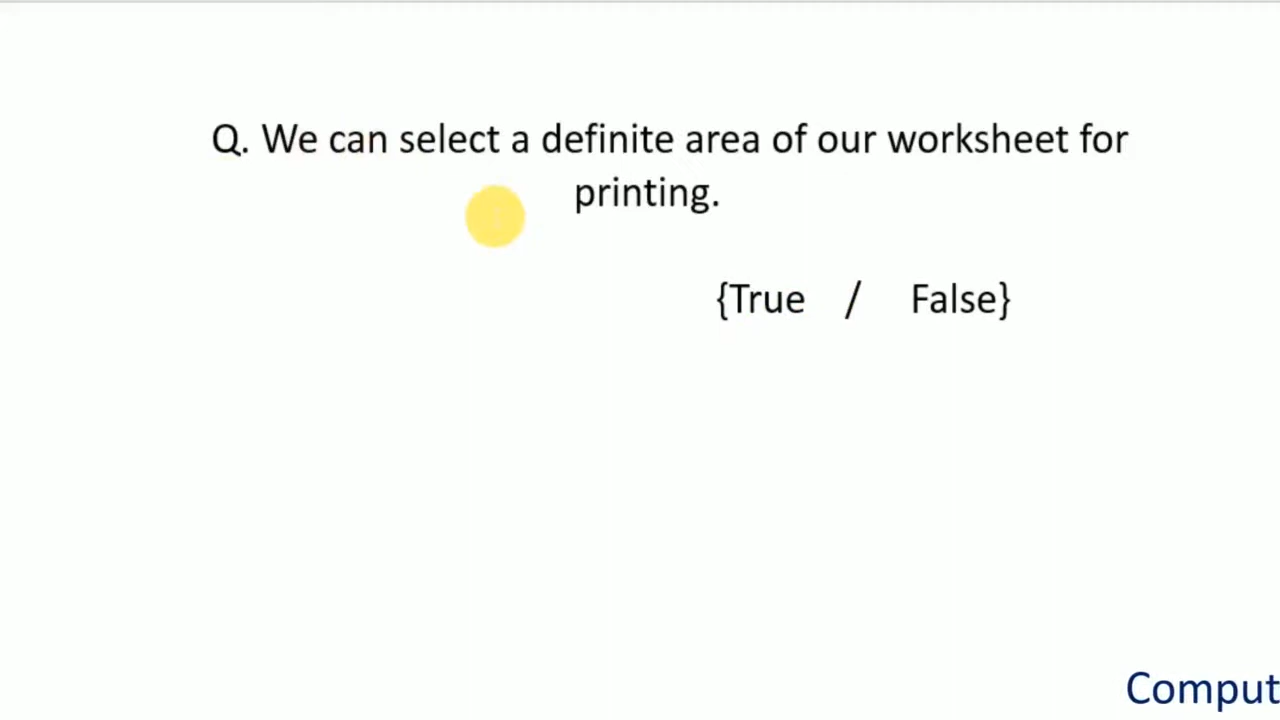 Q. We can select a definite area of our worksheet for
printing.
{True / False}
Comput